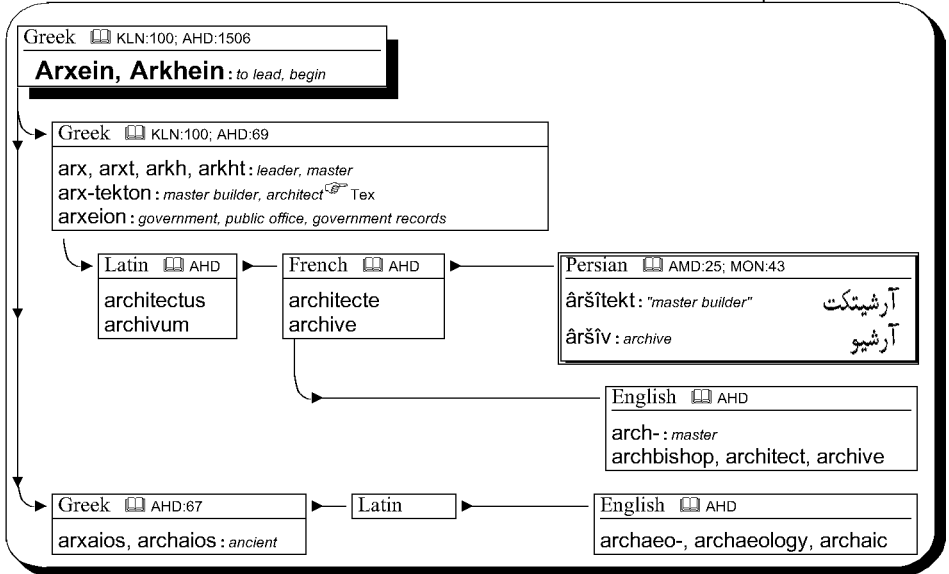 Greek KLN:100; AHD:1506
Arxein, Arkhein : to lead, begin
Greek KLN:100; AHD:69
arx, arxt, arkh, arkht : leader, master
arx-tekton : master builder, architect Tex
arxeion : government, public office, government records
Latin AHD
architectus
archivum
French AHD
architecte
archive
Persian AMD:25; MON:43
âršîtekt : "master builder" آرشیتکت
âršîv : archive آرشیو
English AHD
arch- : master
archbishop, architect, archive
Greek AHD:67
arxaios, archaios : ancient
Latin
English AHD
archaeo-, archaeology, archaic